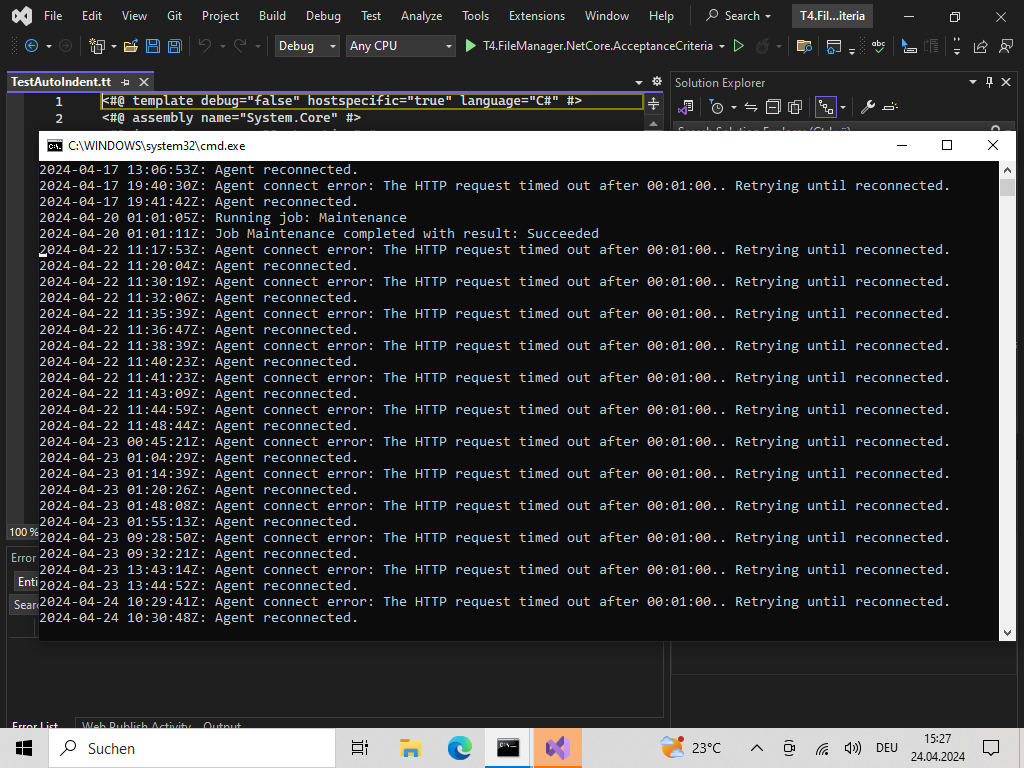 File Edit View Git Project Build Debug Test Analyze Tools Extensions Window Help Search T4.Fil...iteria
Debug Any CPU T4.FileManager.NetCore.AcceptanceCriteria
TestAutoIndent.tt Solution Explorer
1 <#@ template debug="false" hostspecific="true" language="C#" #>
2 <#@ assembly name="System.Core" #>
C:\WINDOWS\system32\cmd.exe
2024-04-17 13:06:53Z: Agent reconnected.
2024-04-17 19:40:30Z: Agent connect error: The HTTP request timed out after 00:01:00.. Retrying until reconnected.
2024-04-17 19:41:42Z: Agent reconnected.
2024-04-20 01:01:05Z: Running job: Maintenance
2024-04-20 01:01:11Z: Job Maintenance completed with result: Succeeded
2024-04-22 11:17:53Z: Agent connect error: The HTTP request timed out after 00:01:00.. Retrying until reconnected.
2024-04-22 11:20:04Z: Agent reconnected.
2024-04-22 11:30:19Z: Agent connect error: The HTTP request timed out after 00:01:00.. Retrying until reconnected.
2024-04-22 11:32:06Z: Agent reconnected.
2024-04-22 11:35:39Z: Agent connect error: The HTTP request timed out after 00:01:00.. Retrying until reconnected.
2024-04-22 11:36:47Z: Agent reconnected.
2024-04-22 11:38:39Z: Agent connect error: The HTTP request timed out after 00:01:00.. Retrying until reconnected.
2024-04-22 11:40:23Z: Agent reconnected.
2024-04-22 11:41:23Z: Agent connect error: The HTTP request timed out after 00:01:00.. Retrying until reconnected.
2024-04-22 11:43:09Z: Agent reconnected.
2024-04-22 11:44:59Z: Agent connect error: The HTTP request timed out after 00:01:00.. Retrying until reconnected.
2024-04-22 11:48:44Z: Agent reconnected.
2024-04-23 00:45:21Z: Agent connect error: The HTTP request timed out after 00:01:00.. Retrying until reconnected.
2024-04-23 01:04:29Z: Agent reconnected.
2024-04-23 01:14:39Z: Agent connect error: The HTTP request timed out after 00:01:00.. Retrying until reconnected.
2024-04-23 01:20:26Z: Agent reconnected.
2024-04-23 01:48:08Z: Agent connect error: The HTTP request timed out after 00:01:00.. Retrying until reconnected.
2024-04-23 01:55:13Z: Agent reconnected.
2024-04-23 09:28:50Z: Agent connect error: The HTTP request timed out after 00:01:00.. Retrying until reconnected.
2024-04-23 09:32:21Z: Agent reconnected.
2024-04-23 13:43:14Z: Agent connect error: The HTTP request timed out after 00:01:00.. Retrying until reconnected.
2024-04-23 13:44:52Z: Agent reconnected.
2024-04-24 10:29:41Z: Agent connect error: The HTTP request timed out after 00:01:00.. Retrying until reconnected.
2024-04-24 10:30:48Z: Agent reconnected.
100 %
Error
Enti
Sear
Error List Web Publish Activity Output
Suchen 23°C DEU 15:27
24.04.2024